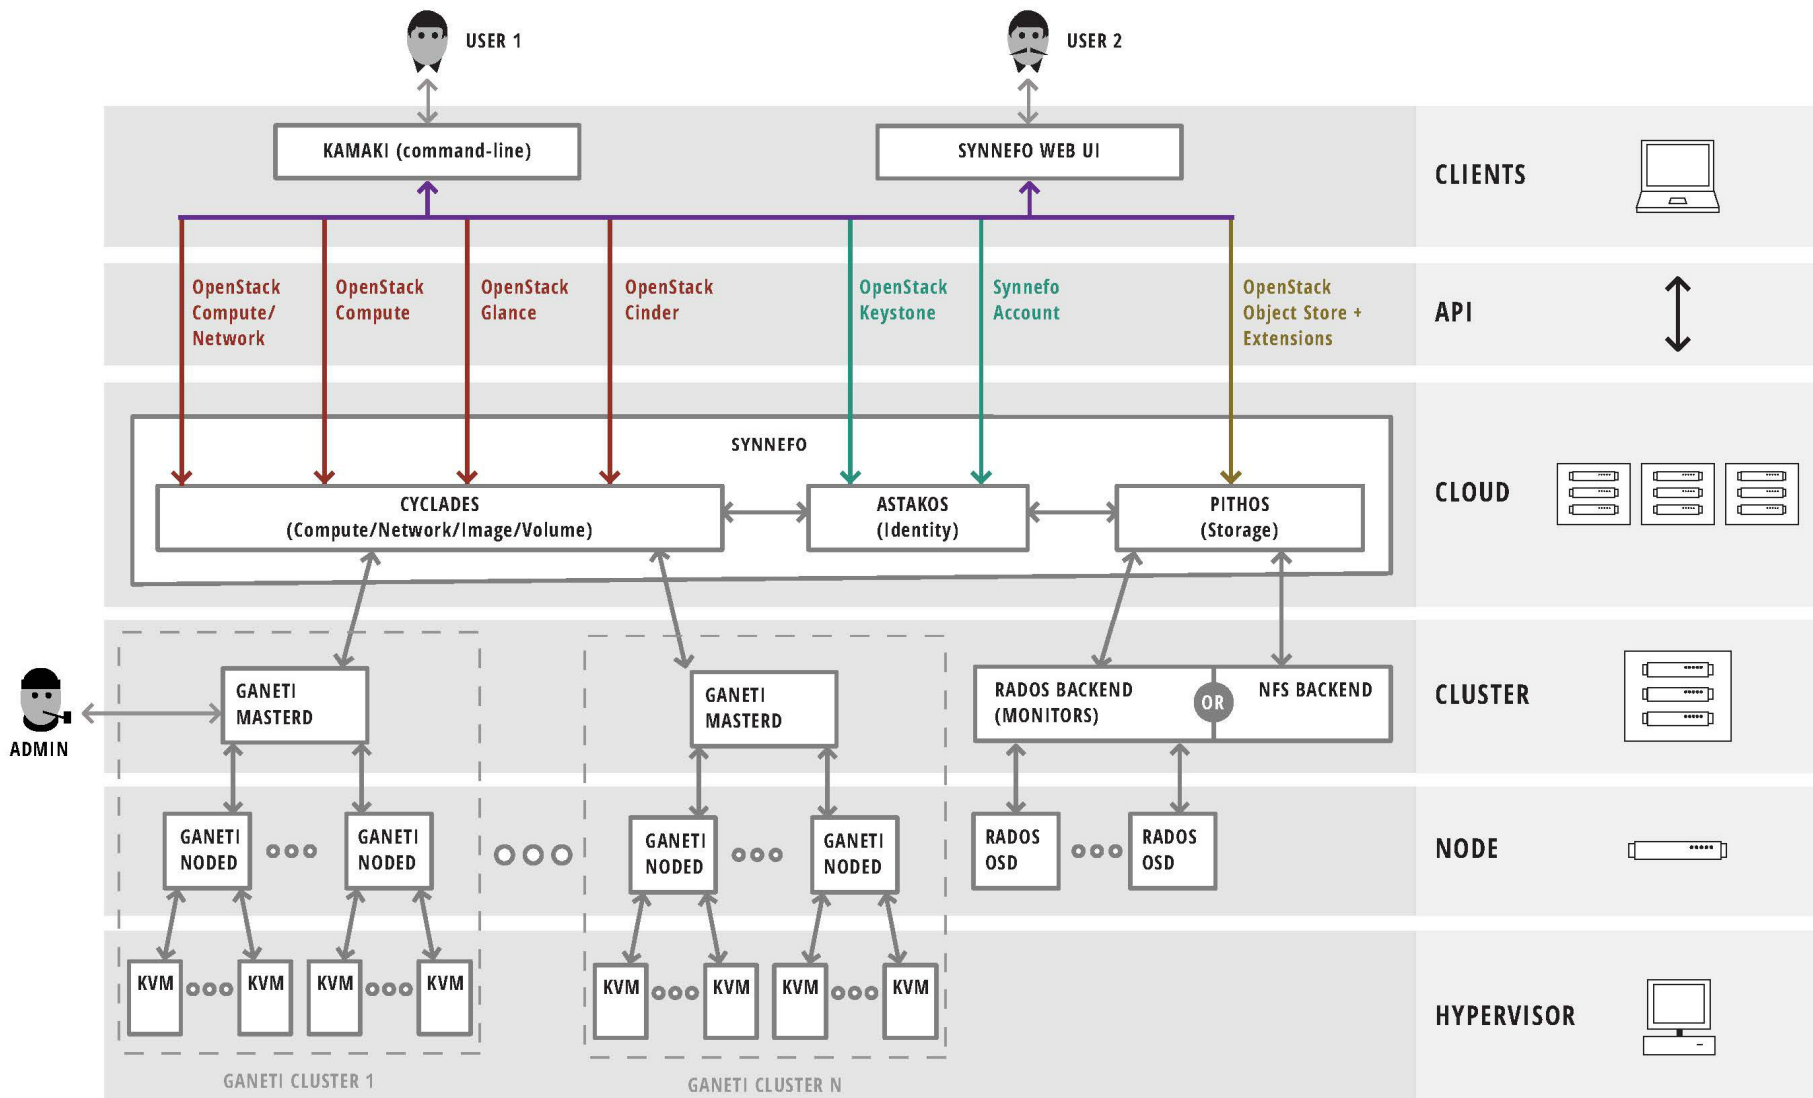 USER 1
USER 2
KAMAKI (command-line)
SYNNEFO WEB UI
CLIENTS
OpenStack
Compute/
Network
OpenStack
Compute
OpenStack
Glance
OpenStack
Cinder
OpenStack
Keystone
Synnefo
Account
OpenStack
Object Store +
Extensions
API
SYNNEFO
CYCLADES
(Compute/Network/Image/Volume)
ASTAKOS
(Identity)
PITHOS
(Storage)
CLOUD
ADMIN
GANETI
MASTERD
GANETI
MASTERD
RADOS BACKEND
(MONITORS)
OR
NFS BACKEND
CLUSTER
GANETI
NODED
GANETI
NODED
GANETI
NODED
GANETI
NODED
RADOS
OSD
RADOS
OSD
NODE
KVM
KVM
KVM
KVM
KVM
KVM
KVM
KVM
HYPERVISOR
GANETI CLUSTER 1
GANETI CLUSTER N